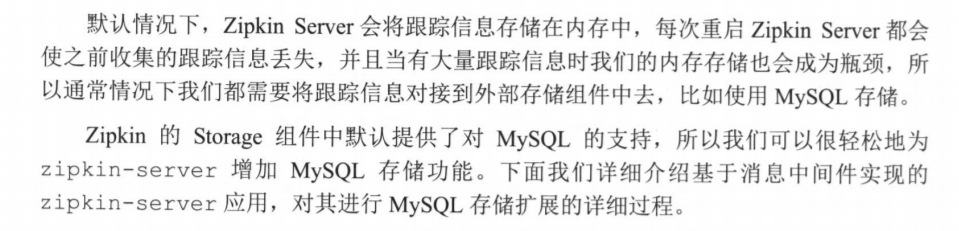 默认情况下，Zipkin Server 会将跟踪信息存储在内存中，每次重启 Zipkin Server 都会
使之前收集的跟踪信息丢失，并且当有大量跟踪信息时我们的内存存储也会成为瓶颈，所
以通常情况下我们都需要将跟踪信息对接到外部存储组件中去，比如使用 MySQL 存储。
Zipkin 的 Storage 组件中默认提供了对 MySQL 的支持，所以我们可以很轻松地为
zipkin-server 增加 MySQL 存储功能。下面我们详细介绍基于消息中间件实现的
zipkin-server 应用，对其进行 MySQL 存储扩展的详细过程。